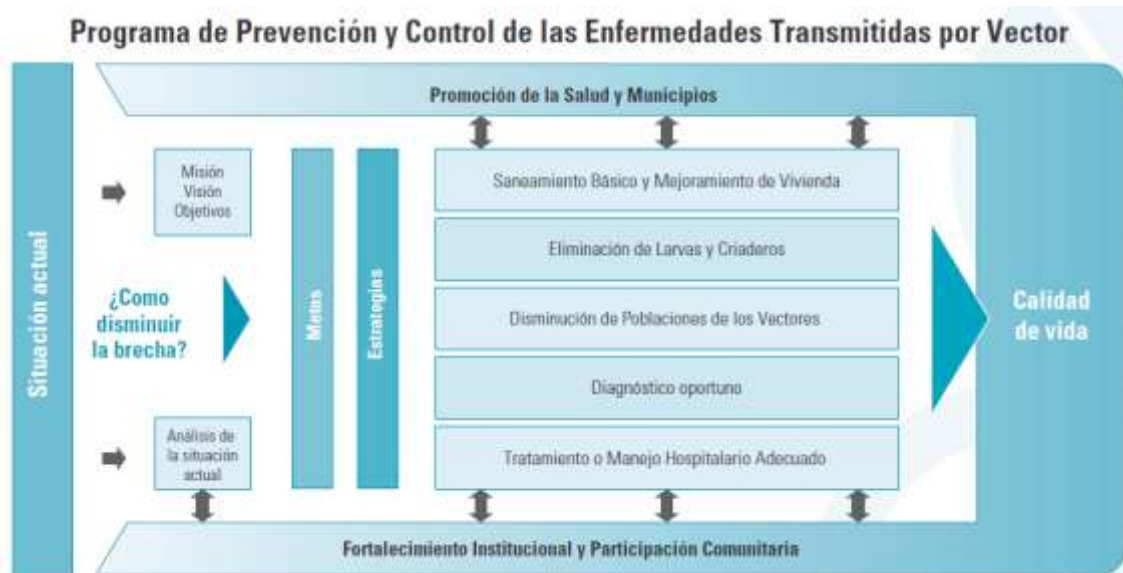 Programa de Prevención y Control de las Enfermedades Transmitidas por Vector
Promoción de la Salud y Municipios
Situación actual
Misión
Visión
Objetivos
¿Como
disminuir
la brecha?
Análisis de
la situación
actual
Metas
Estrategias
Saneamiento Básico y Mejoramiento de Vivienda
Eliminación de Larvas y Criaderos
Disminución de Poblaciones de los Vectores
Diagnóstico oportuno
Tratamiento o Manejo Hospitalario Adecuado
Calidad
de vida
Fortalecimiento Institucional y Participación Comunitaria